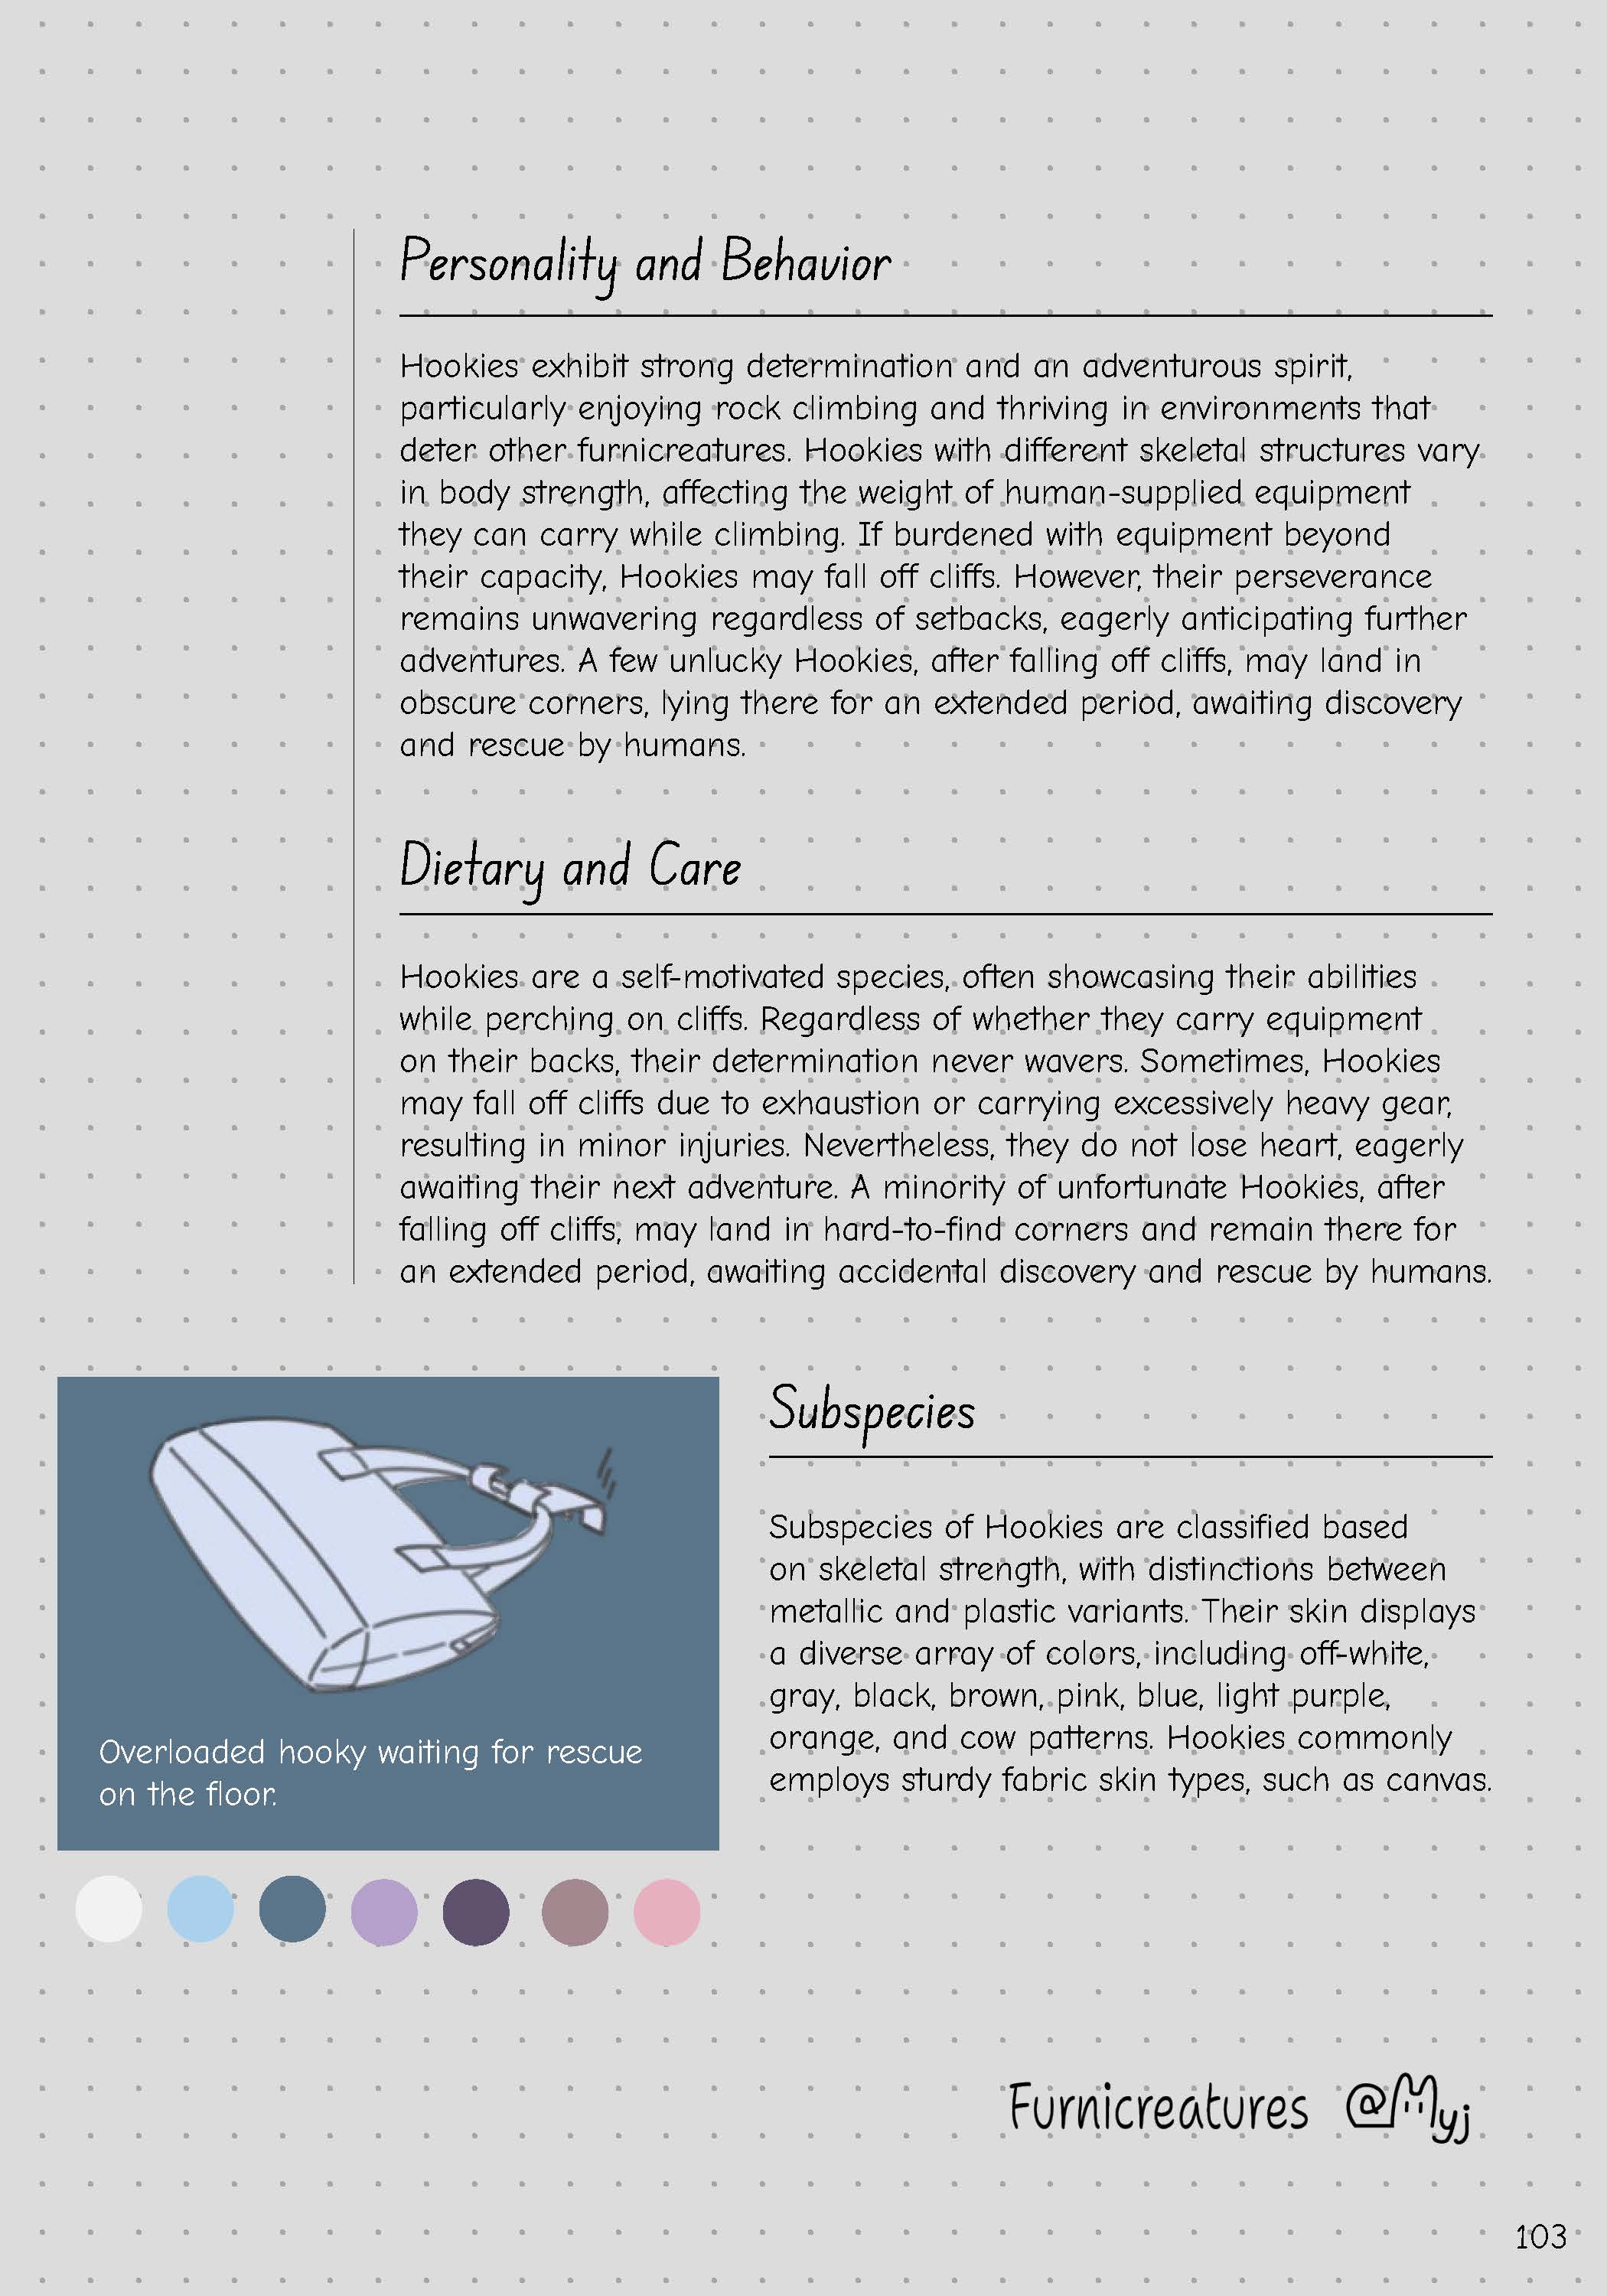 Personality and Behavior
Hookies exhibit strong determination and an adventurous spirit,
particularly enjoying rock climbing and thriving in environments that
deter other furnicreatures. Hookies with different skeletal structures vary
in body strength, affecting the weight of human-supplied equipment
they can carry while climbing. If burdened with equipment beyond
their capacity, Hookies may fall off cliffs. However, their perseverance
remains unwavering regardless of setbacks, eagerly anticipating further
adventures. A few unlucky Hookies, after falling off cliffs, may land in
obscure corners, lying there for an extended period, awaiting discovery
and rescue by humans.
Dietary and Care
Hookies are a self-motivated species, often showcasing their abilities
while perching on cliffs. Regardless of whether they carry equipment
on their backs, their determination never wavers. Sometimes, Hookies
may fall off cliffs due to exhaustion or carrying excessively heavy gear,
resulting in minor injuries. Nevertheless, they do not lose heart, eagerly
awaiting their next adventure. A minority of unfortunate Hookies, after
falling off cliffs, may land in hard-to-find corners and remain there for
an extended period, awaiting accidental discovery and rescue by humans.
Overloaded hooky waiting for rescue
on the floor.
Subspecies
Subspecies of Hookies are classified based
on skeletal strength, with distinctions between
metallic and plastic variants. Their skin displays
a diverse array of colors, including off-white,
gray, black, brown, pink, blue, light purple,
orange, and cow patterns. Hookies commonly
employs sturdy fabric skin types, such as canvas.
Furnicreatures @Myj
103